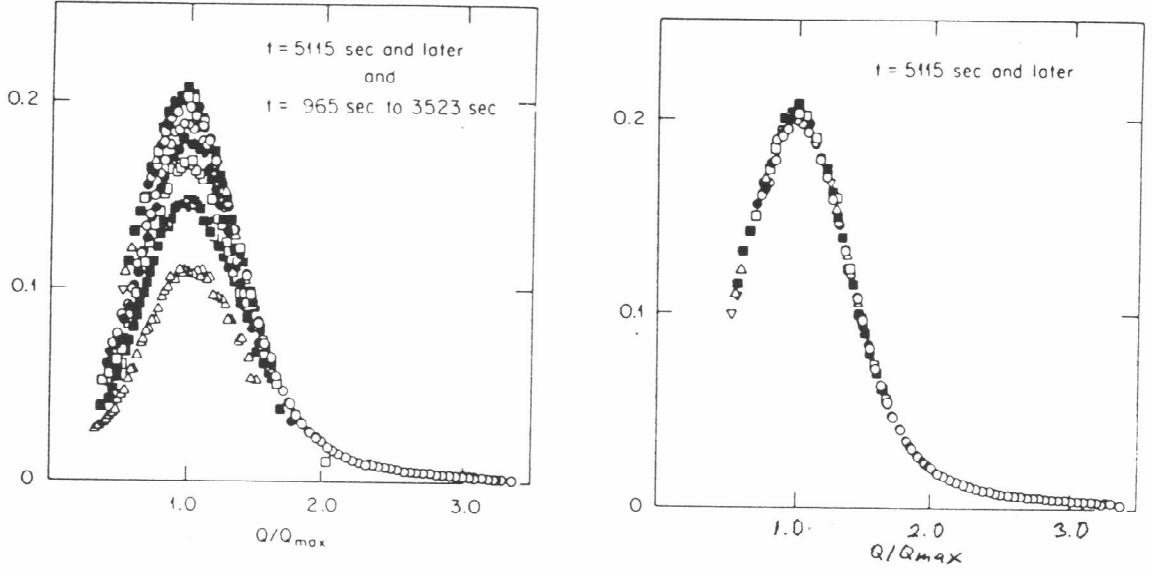 t = 5115 sec and later
and
t = 965 sec to 3523 sec
0.2
0.1
0
1.0
2.0
3.0
Q/Qmax
t = 5115 sec and later
0.2
0.1
0
1.0
2.0
3.0
Q/Qmax